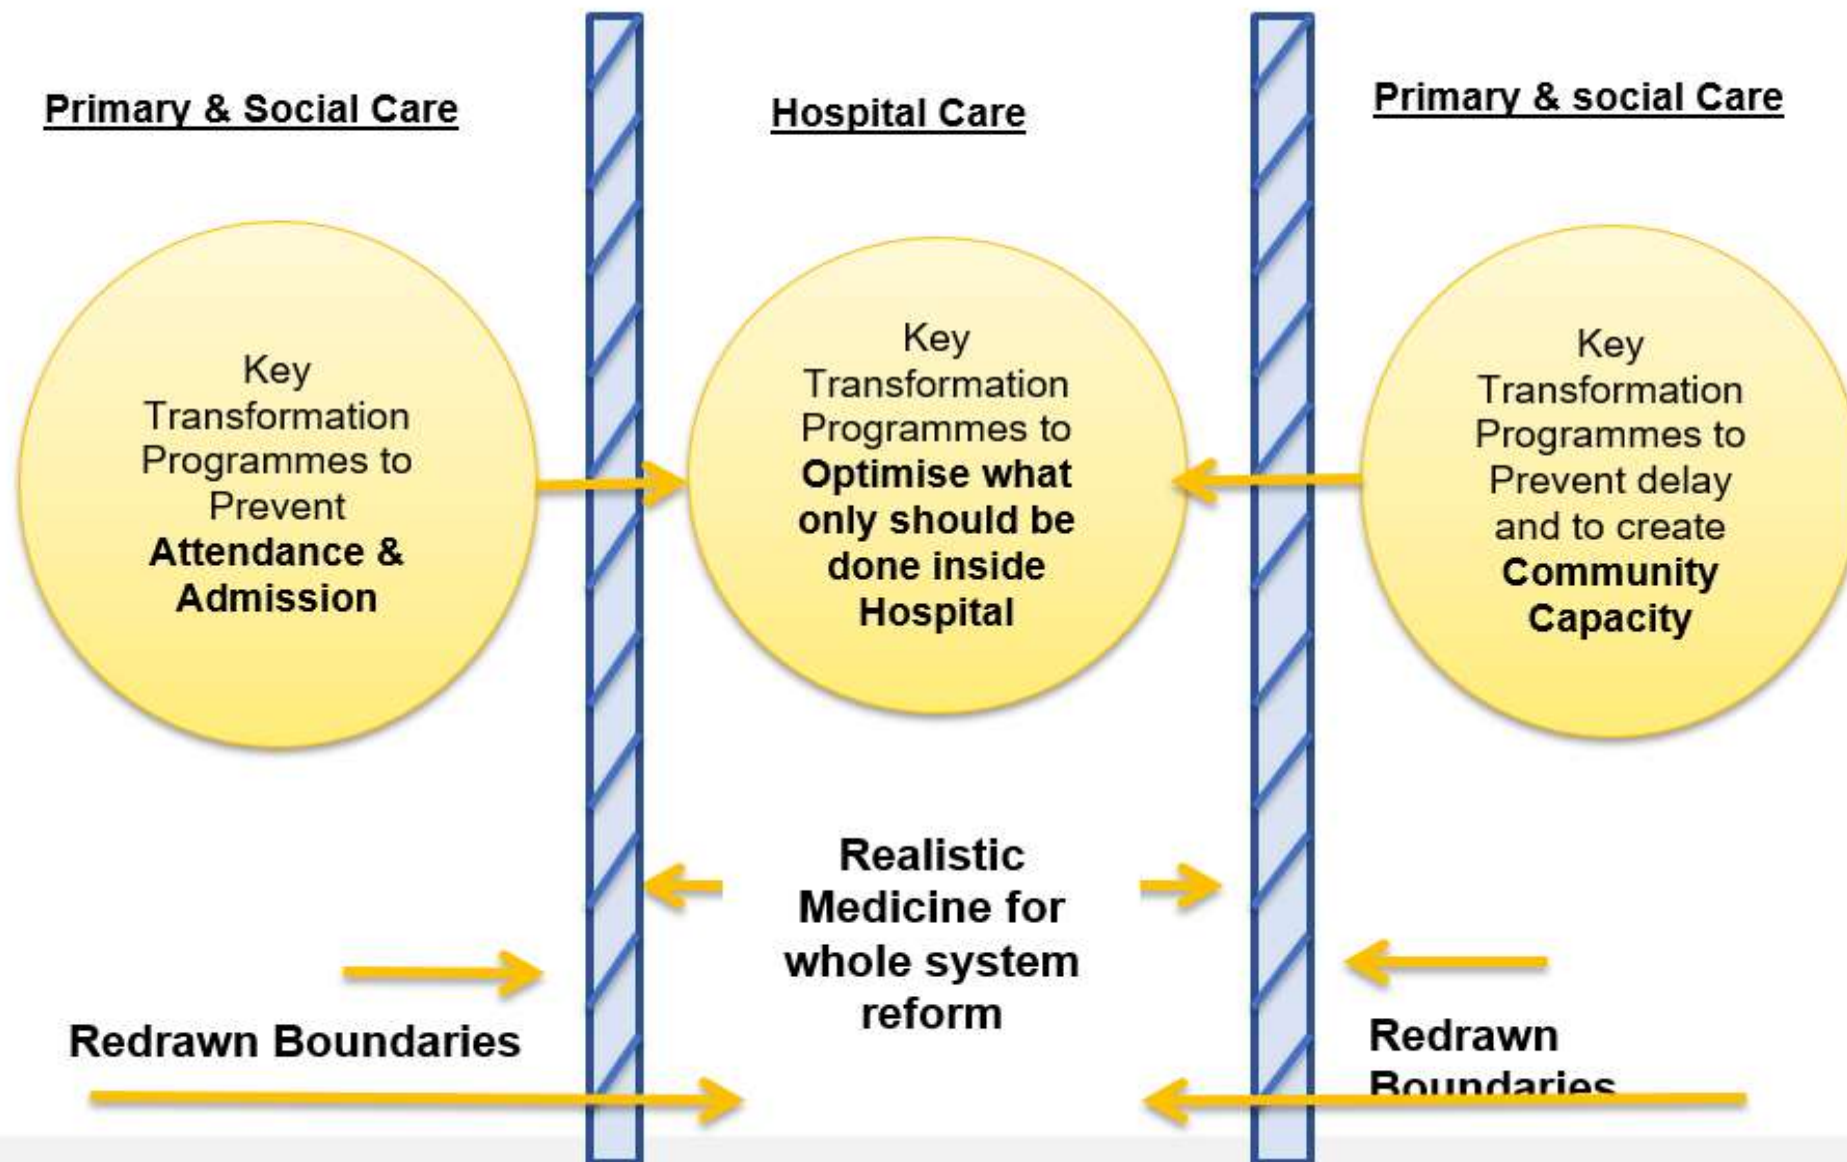 Primary & Social Care
Hospital Care
Primary & social Care
Key
Transformation
Programmes to
Prevent
Attendance &
Admission
Key
Transformation
Programmes to
Optimise what
only should be
done inside
Hospital
Key
Transformation
Programmes to
Prevent delay
and to create
Community
Capacity
Realistic
Medicine for
whole system
reform
Redrawn Boundaries
Redrawn
Boundaries